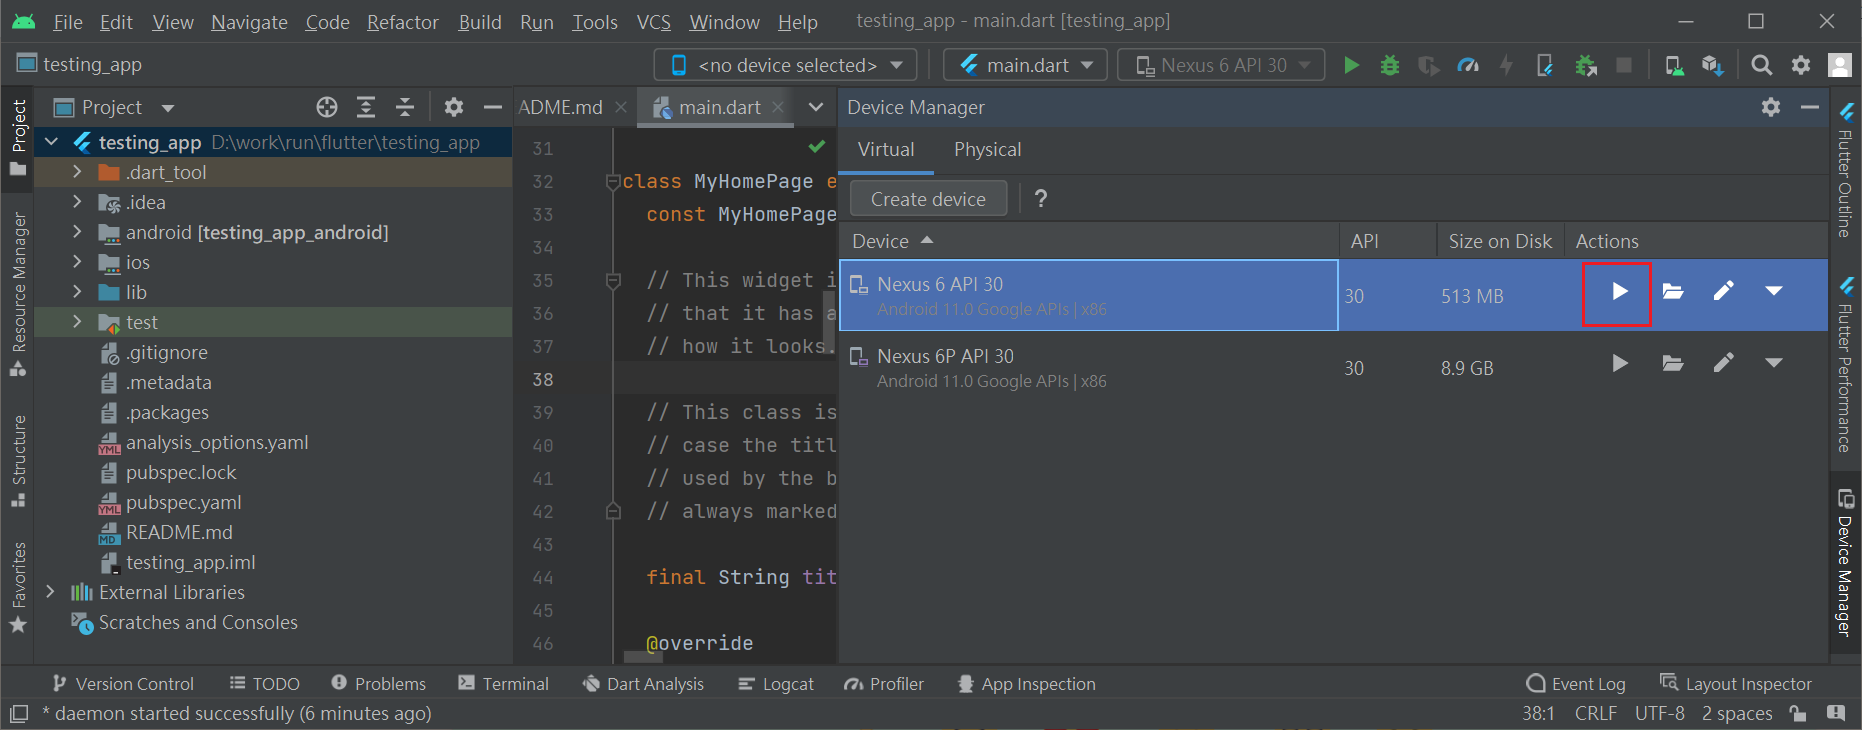 File Edit View Navigate Code Refactor Build Run Tools VCS Window Help testing_app - main.dart [testing_app]
testing_app <no device selected> main.dart Nexus 6 API 30
Project
ADME.md main.dart
Device Manager
testing_app D:\work\run\flutter\testing_app
.dart_tool
.idea
android [testing_app_android]
ios
lib
test
.gitignore
.metadata
.packages
analysis_options.yaml
pubspec.lock
pubspec.yaml
README.md
testing_app.iml
External Libraries
Scratches and Consoles
31
32 class MyHomePage e
33 const MyHomePage
34
35 // This widget i
36 // that it has a
37 // how it looks.
38
39 // This class is
40 // case the titl
41 // used by the b
42 // always marked
43
44 final String tit
45
46 @override
Virtual Physical
Create device ?
Device API Size on Disk Actions
Nexus 6 API 30 30 513 MB
Android 11.0 Google APIs | x86
Nexus 6P API 30 30 8.9 GB
Android 11.0 Google APIs | x86
Project
Resource Manager
Structure
Favorites
Flutter Outline
Flutter Performance
Device Manager
Version Control TODO Problems Terminal Dart Analysis Logcat Profiler App Inspection Event Log Layout Inspector
* daemon started successfully (6 minutes ago) 38:1 CRLF UTF-8 2 spaces